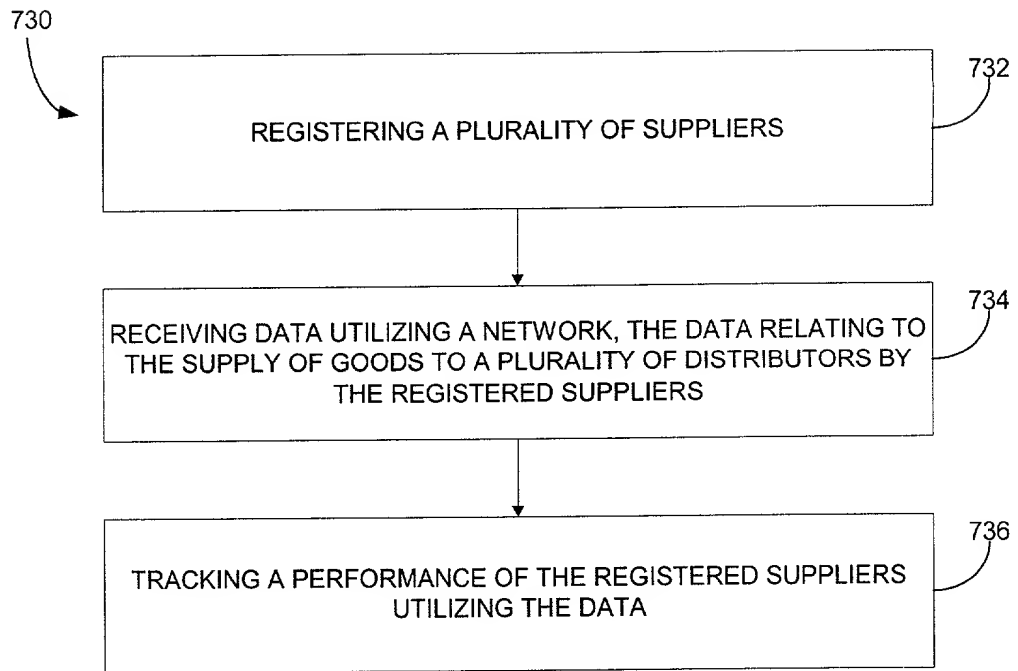 730
732
REGISTERING A PLURALITY OF SUPPLIERS
734
RECEIVING DATA UTILIZING A NETWORK, THE DATA RELATING TO
THE SUPPLY OF GOODS TO A PLURALITY OF DISTRIBUTORS BY
THE REGISTERED SUPPLIERS
736
TRACKING A PERFORMANCE OF THE REGISTERED SUPPLIERS
UTILIZING THE DATA